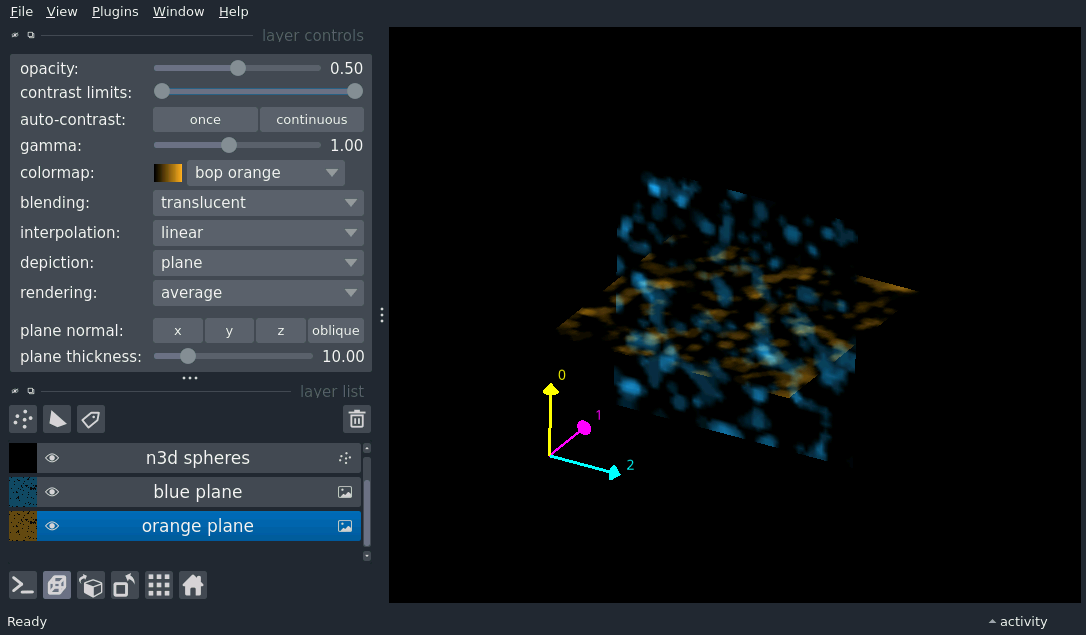 File View Plugins Window Help
layer controls
opacity: 0.50
contrast limits:
auto-contrast: once continuous
gamma: 1.00
colormap: bop orange
blending: translucent
interpolation: linear
depiction: plane
rendering: average
plane normal: x y z oblique
plane thickness: 10.00
layer list
n3d spheres
blue plane
orange plane
0
1
2
Ready
activity